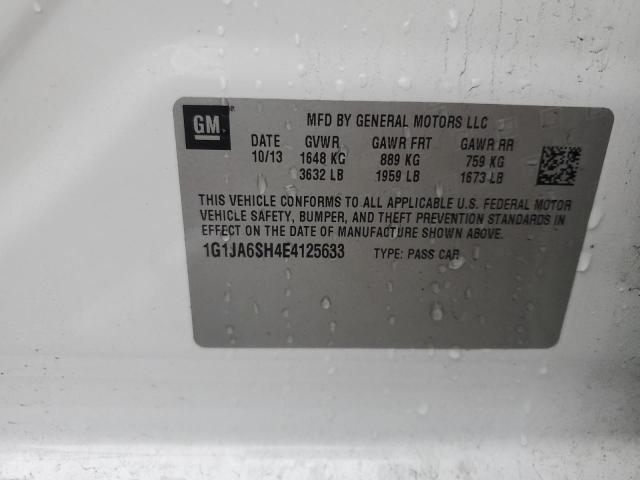 GM
MFD BY GENERAL MOTORS LLC
DATE GVWR GAWR FRT GAWR RR
10/13 1648 KG 889 KG 759 KG
3632 LB 1959 LB 1673 LB
THIS VEHICLE CONFORMS TO ALL APPLICABLE U.S. FEDERAL MOTOR
VEHICLE SAFETY, BUMPER, AND THEFT PREVENTION STANDARDS IN
EFFECT ON THE DATE OF MANUFACTURE SHOWN ABOVE.
1G1JA6SH4E4125633 TYPE: PASS CAR